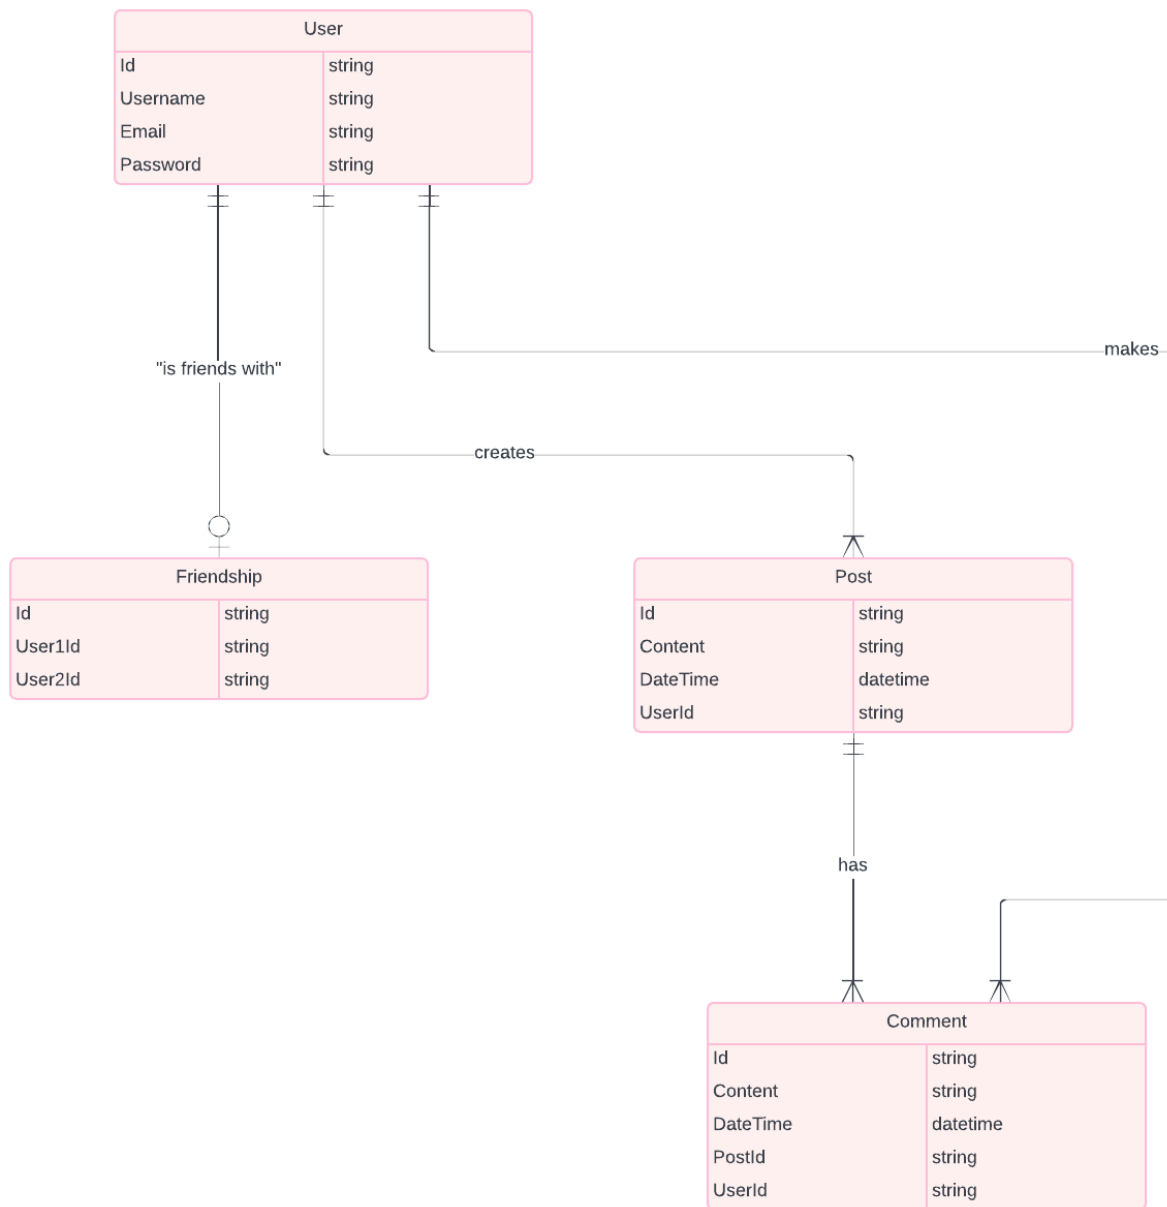 User
Id string
Username string
Email string
Password string
"is friends with"
makes
creates
Friendship
Id string
User1Id string
User2Id string
Post
Id string
Content string
DateTime datetime
UserId string
has
Comment
Id string
Content string
DateTime datetime
PostId string
UserId string